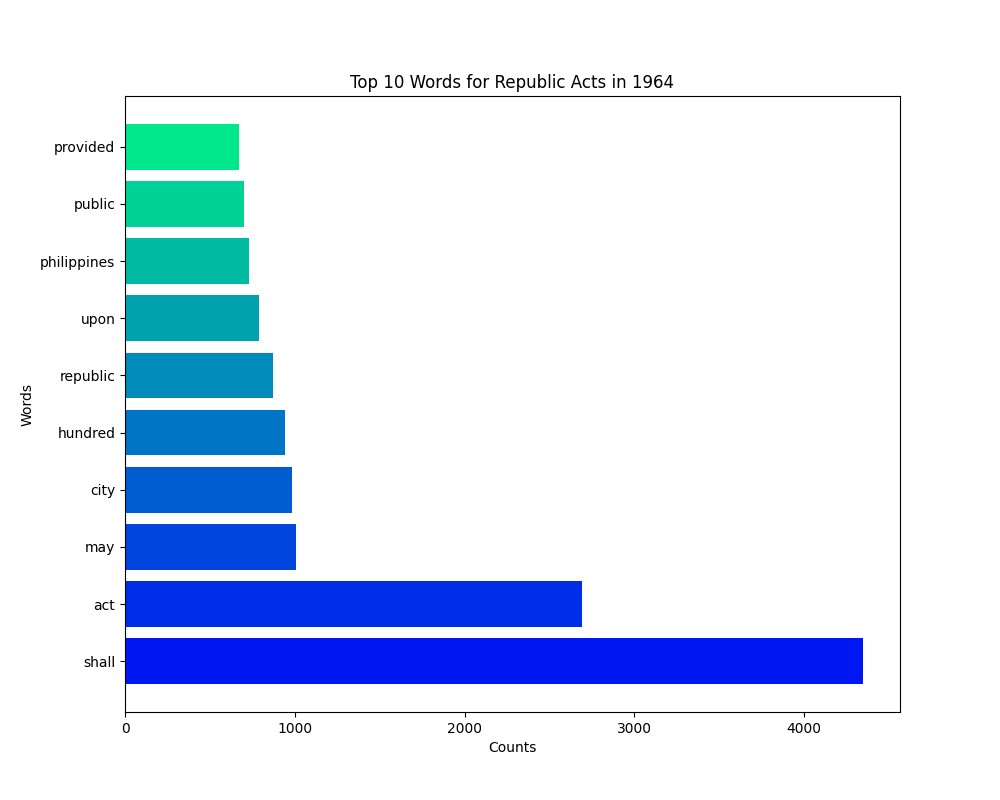 Top 10 Words for Republic Acts in 1964
provided
public
philippines
upon
republic
hundred
city
may
act
shall
Words
0 1000 2000 3000 4000
Counts